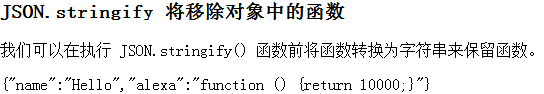 JSON.stringify 将移除对象中的函数
我们可以在执行 JSON.stringify() 函数前将函数转换为字符串来保留函数。
{"name":"Hello","alexa":"function () {return 10000;}"}